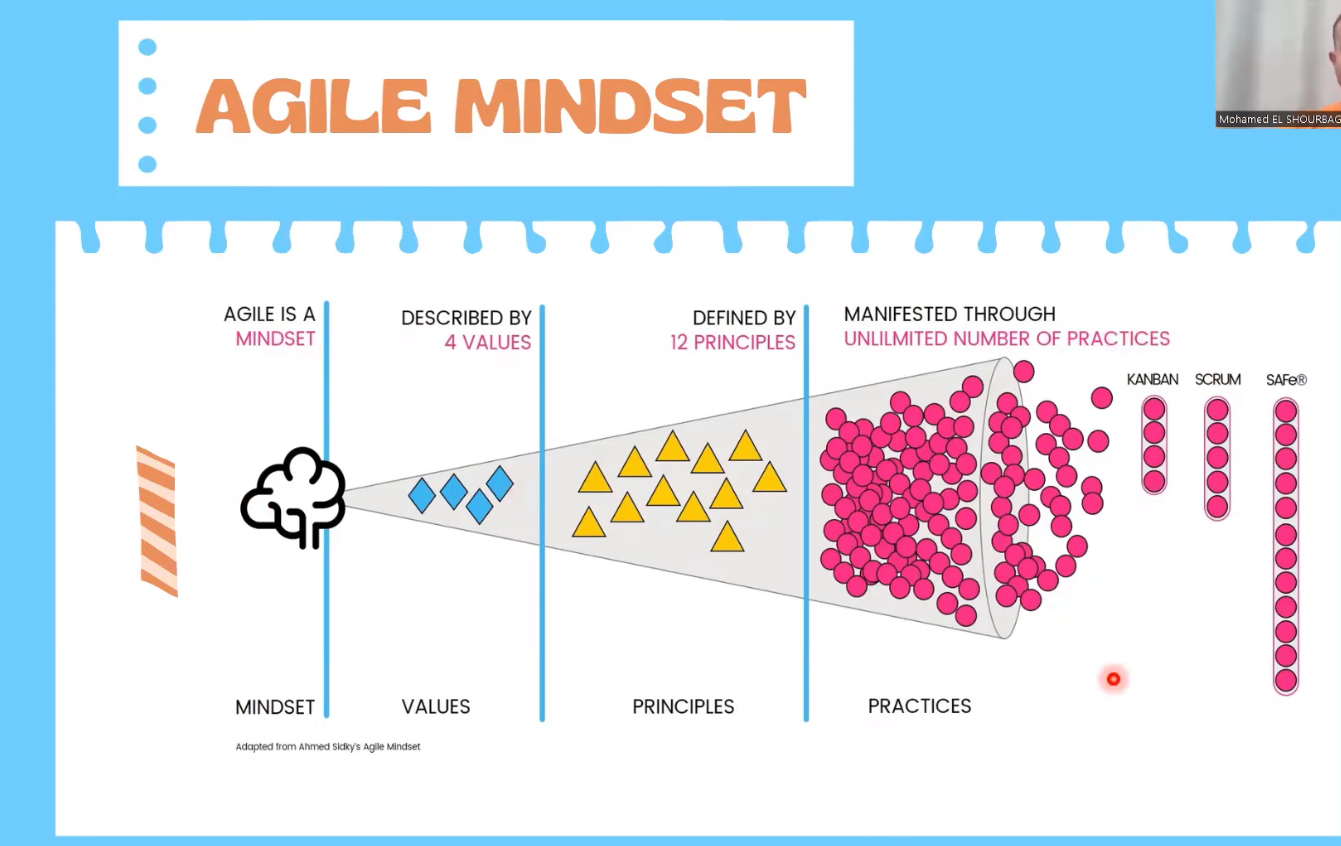 AGILE MINDSET
Mohamed EL SHOURBAG
AGILE IS A
MINDSET
DESCRIBED BY
4 VALUES
DEFINED BY
12 PRINCIPLES
MANIFESTED THROUGH
UNLILMITED NUMBER OF PRACTICES
KANBAN
SCRUM
SAFe®
MINDSET
VALUES
PRINCIPLES
PRACTICES
Adapted from Ahmed Sidky's Agile Mindset